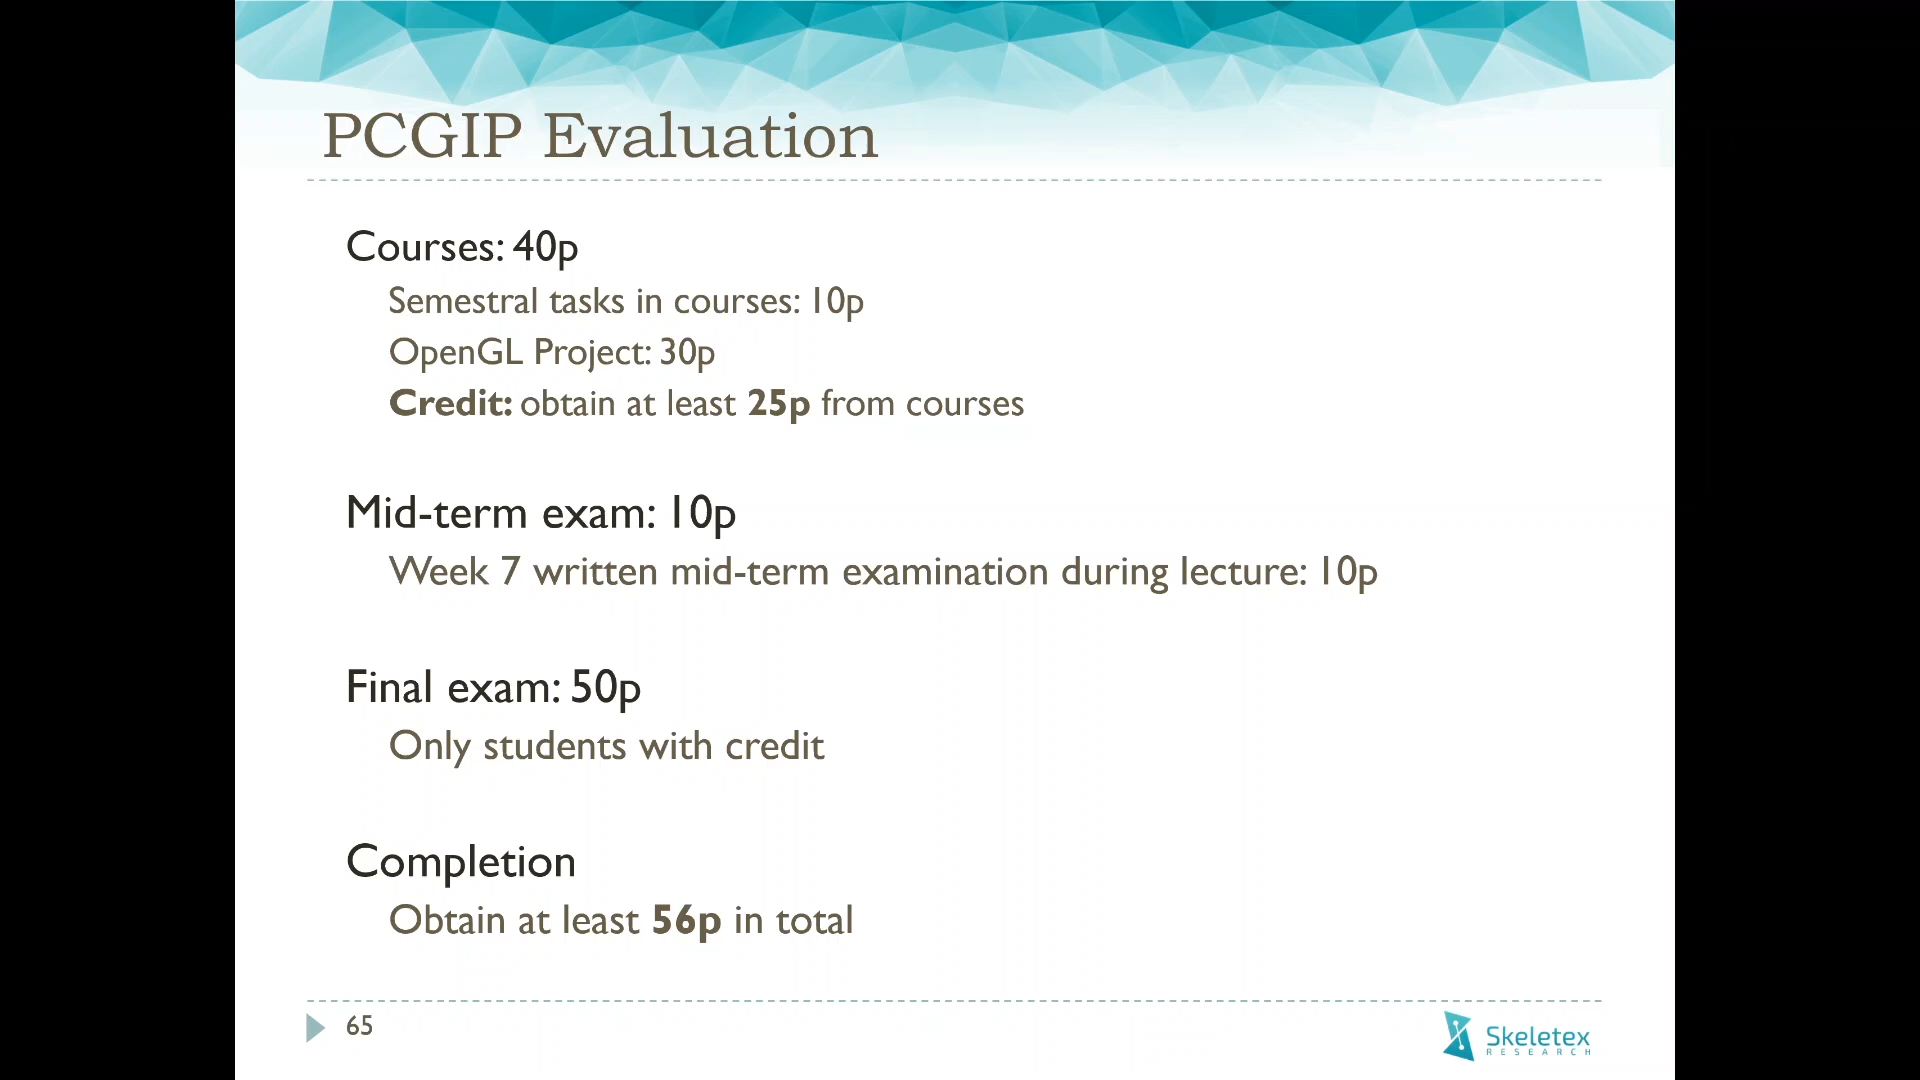 PCGIP Evaluation
Courses: 40p
Semestral tasks in courses: 10p
OpenGL Project: 30p
Credit: obtain at least 25p from courses
Mid-term exam: 10p
Week 7 written mid-term examination during lecture: 10p
Final exam: 50p
Only students with credit
Completion
Obtain at least 56p in total
65
Skeletex
RESEARCH